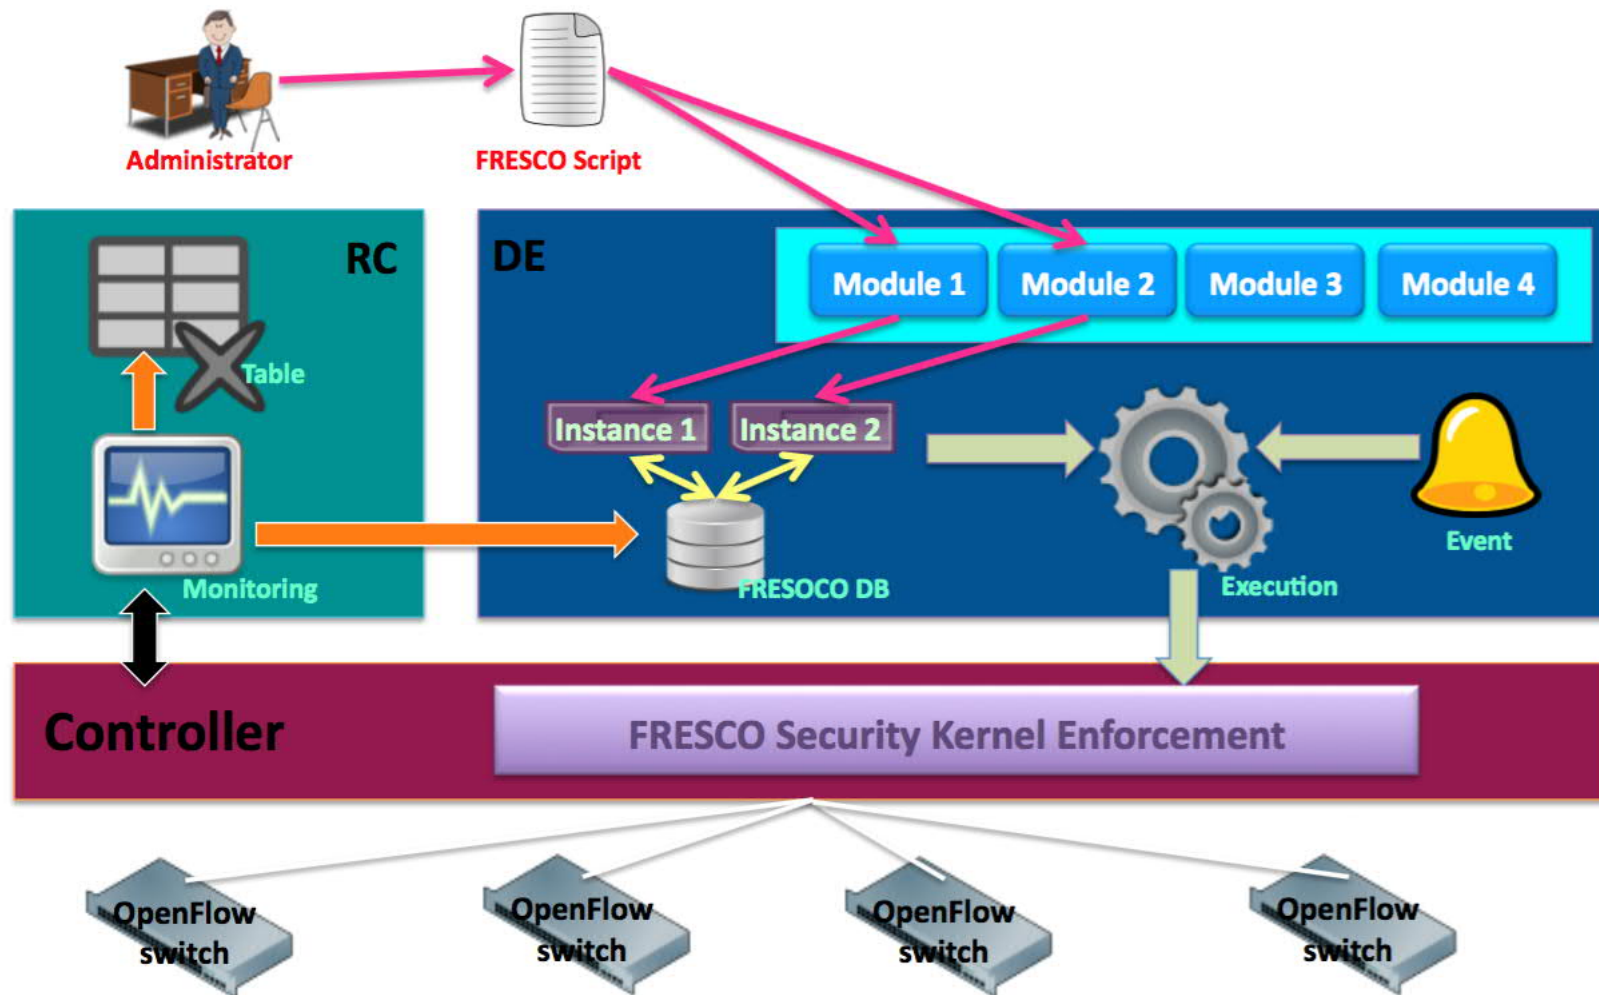 Administrator
FRESCO Script
RC
DE
Module 1
Module 2
Module 3
Module 4
Table
Instance 1
Instance 2
Event
Monitoring
FRESOCO DB
Execution
Controller
FRESCO Security Kernel Enforcement
OpenFlow
switch
OpenFlow
switch
OpenFlow
switch
OpenFlow
switch